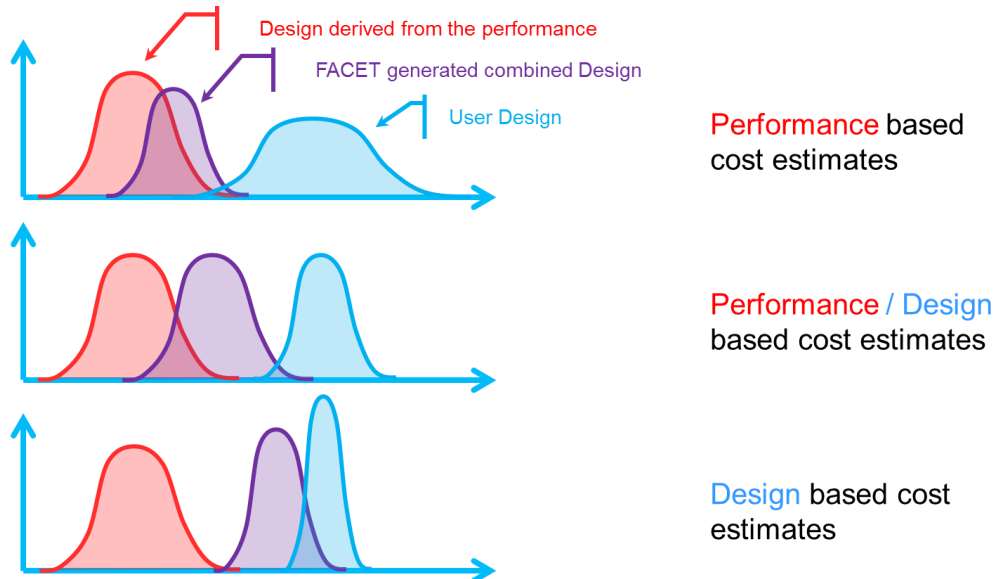 Design derived from the performance
FACET generated combined Design
User Design
Performance based
cost estimates
Performance / Design
based cost estimates
Design based cost
estimates